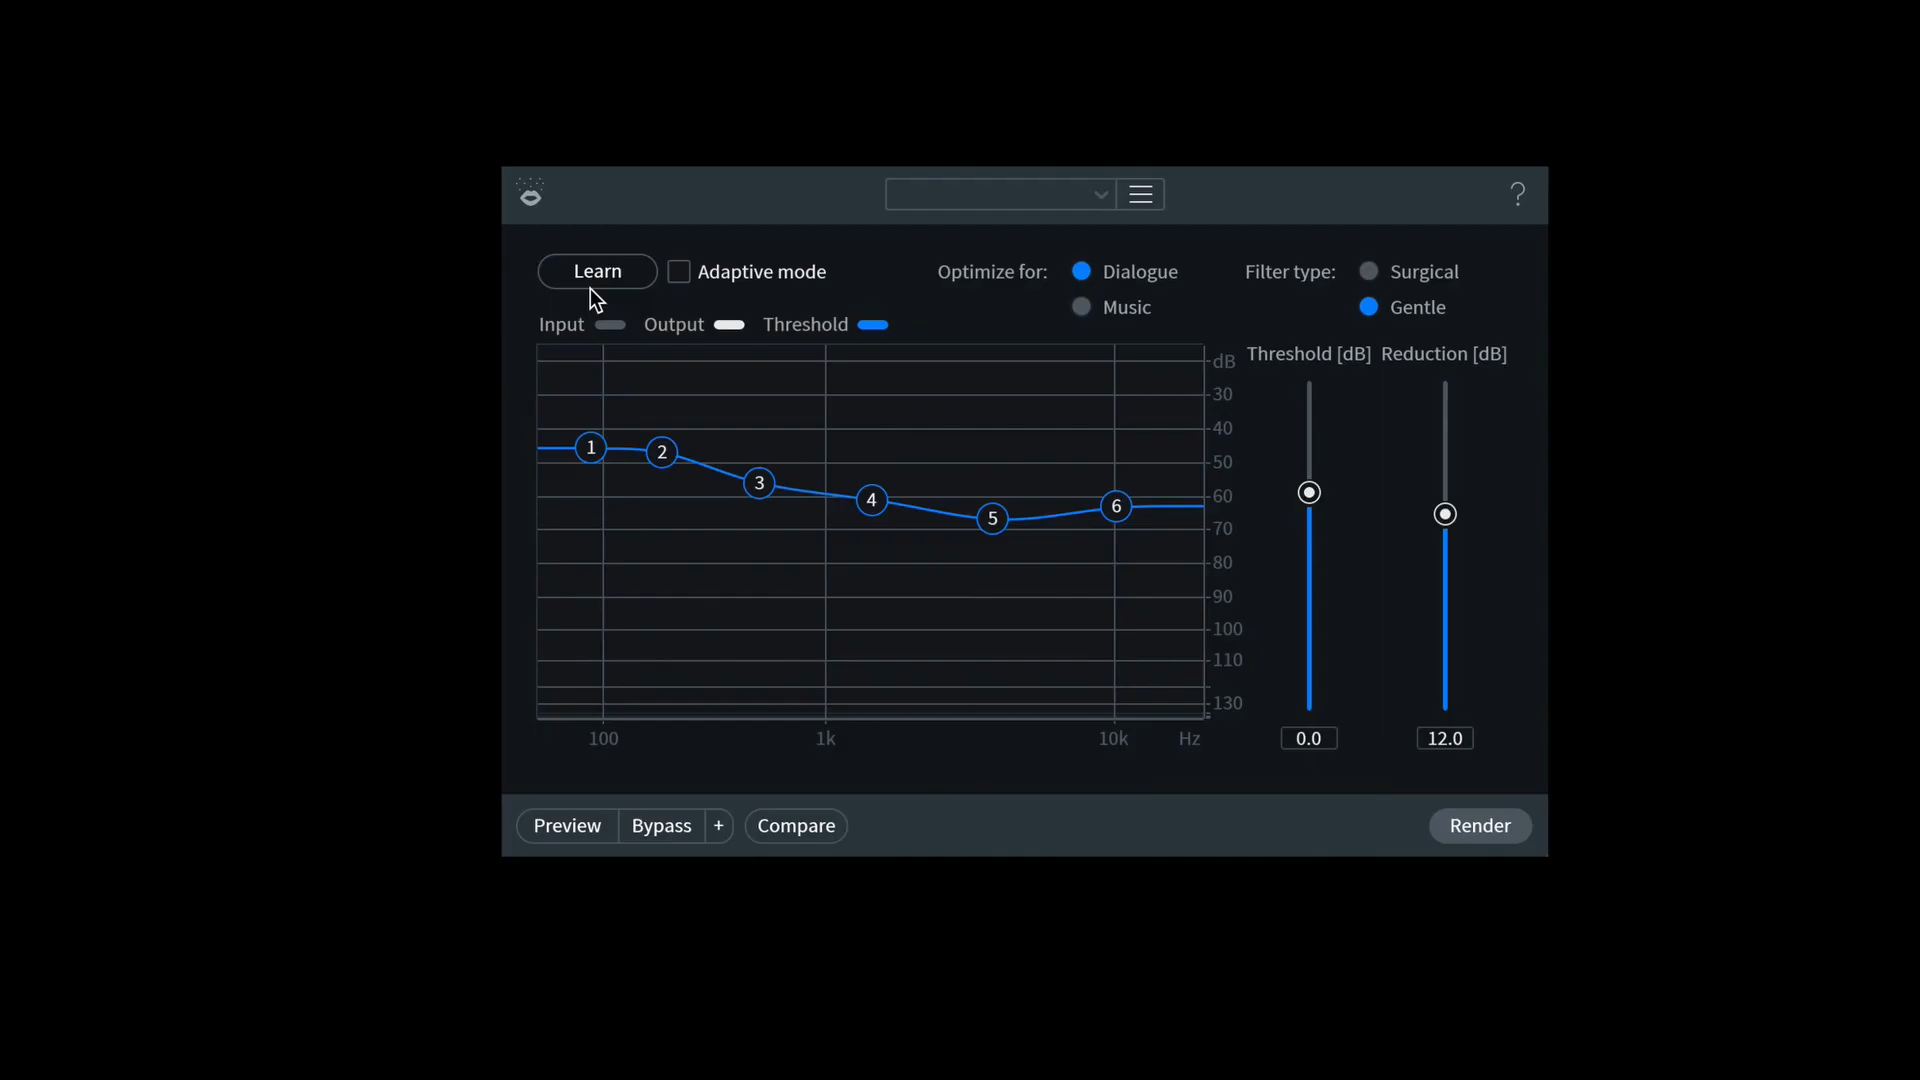 ?
Learn
Adaptive mode
Optimize for:
Dialogue
Filter type:
Surgical
Music
Gentle
Input
Output
Threshold
Threshold [dB]
Reduction [dB]
dB
30
40
50
60
70
80
90
100
110
130
1
2
3
4
5
6
100
1k
10k
Hz
0.0
12.0
Preview
Bypass
+
Compare
Render